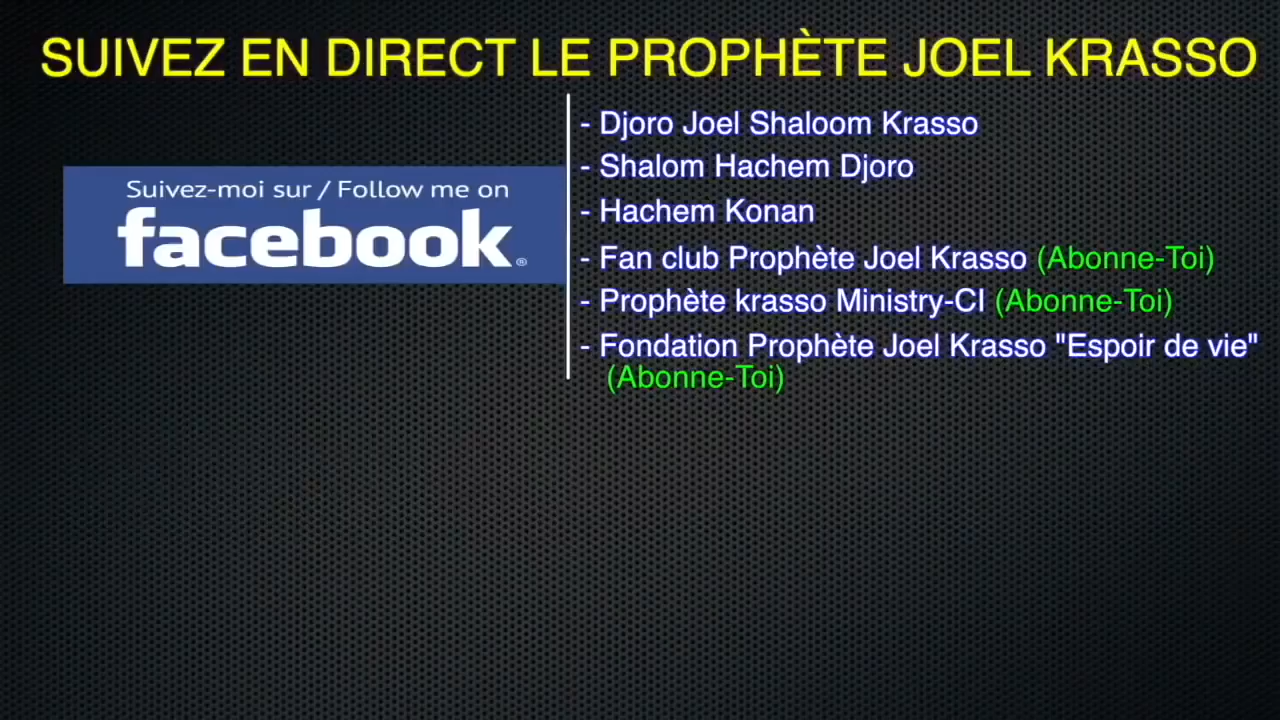 SUIVEZ EN DIRECT LE PROPHÈTE JOEL KRASSO
Suivez-moi sur / Follow me on
facebook®
- Djoro Joel Shaloom Krasso
- Shalom Hachem Djoro
- Hachem Konan
- Fan club Prophète Joel Krasso (Abonne-Toi)
- Prophète krasso Ministry-CI (Abonne-Toi)
- Fondation Prophète Joel Krasso "Espoir de vie"
(Abonne-Toi)